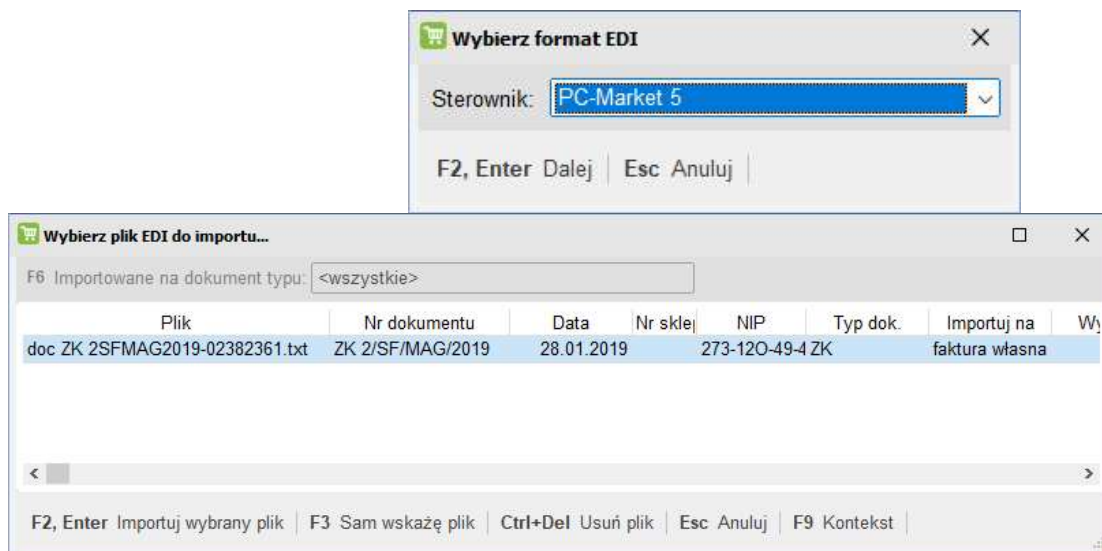 Wybierz format EDI
Sterownik: PC-Market 5
F2, Enter Dalej Esc Anuluj
Wybierz plik EDI do importu...
F6 Importowane na dokument typu: <wszystkie>
Plik Nr dokumentu Data Nr sklej NIP Typ dok. Importuj na Wy
doc ZK 2SFMAG2019-02382361.txt ZK 2/SF/MAG/2019 28.01.2019 273-12O-49-4 ZK faktura własna
F2, Enter Importuj wybrany plik F3 Sam wskażę plik Ctrl+Del Usuń plik Esc Anuluj F9 Kontekst